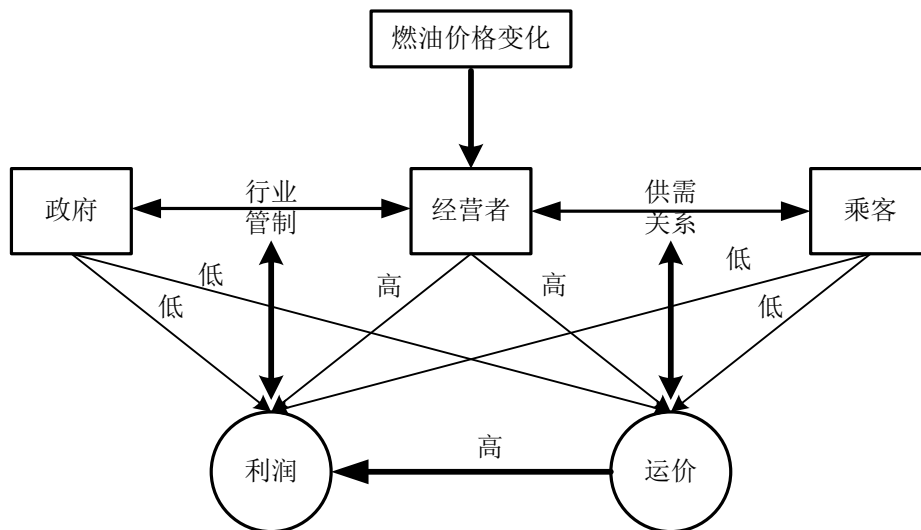 燃油价格变化
政府
行业
管制
经营者
供需
关系
乘客
低
低
高
高
低
低
利润
高
运价